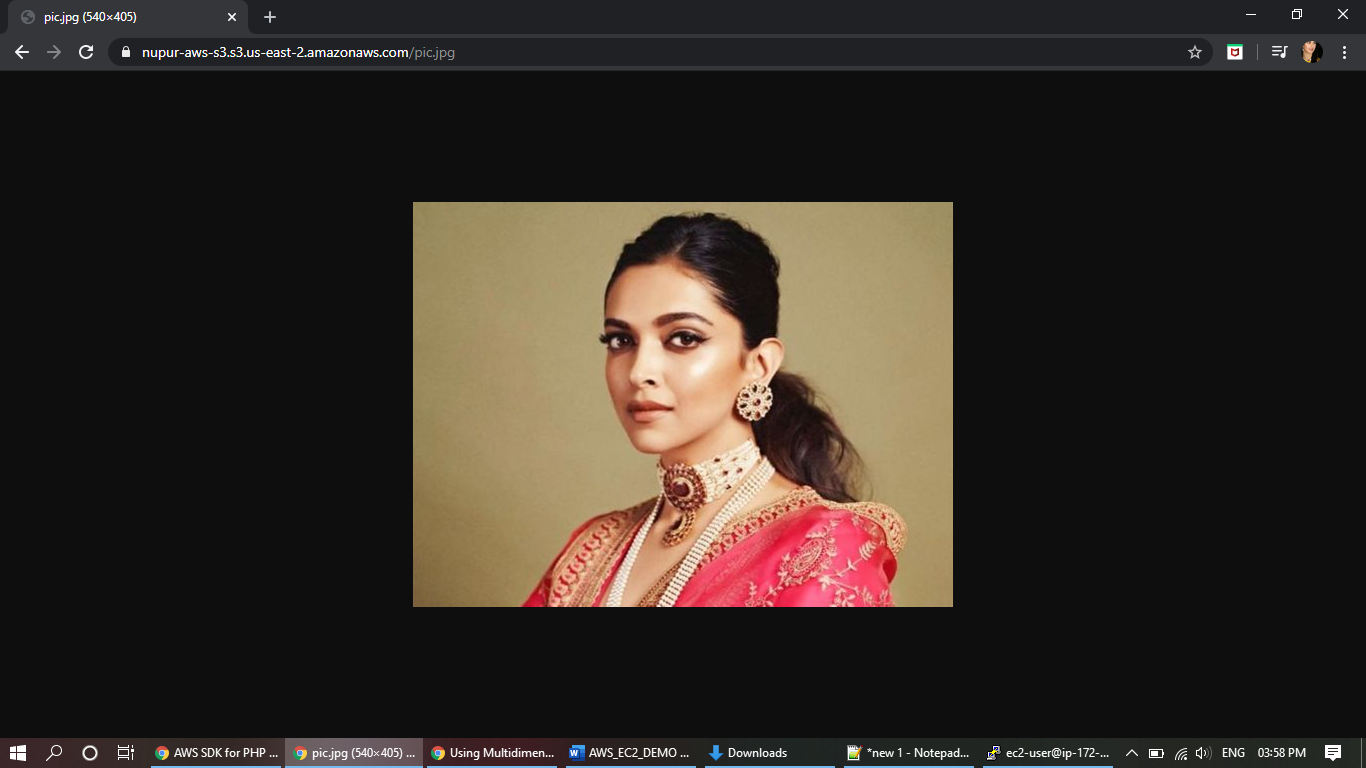 pic.jpg (540×405)
nupur-aws-s3.s3.us-east-2.amazonaws.com/pic.jpg
AWS SDK for PHP ...
pic.jpg (540×405) ...
Using Multidimen...
AWS_EC2_DEMO ...
Downloads
*new 1 - Notepad...
ec2-user@ip-172-...
ENG
03:58 PM